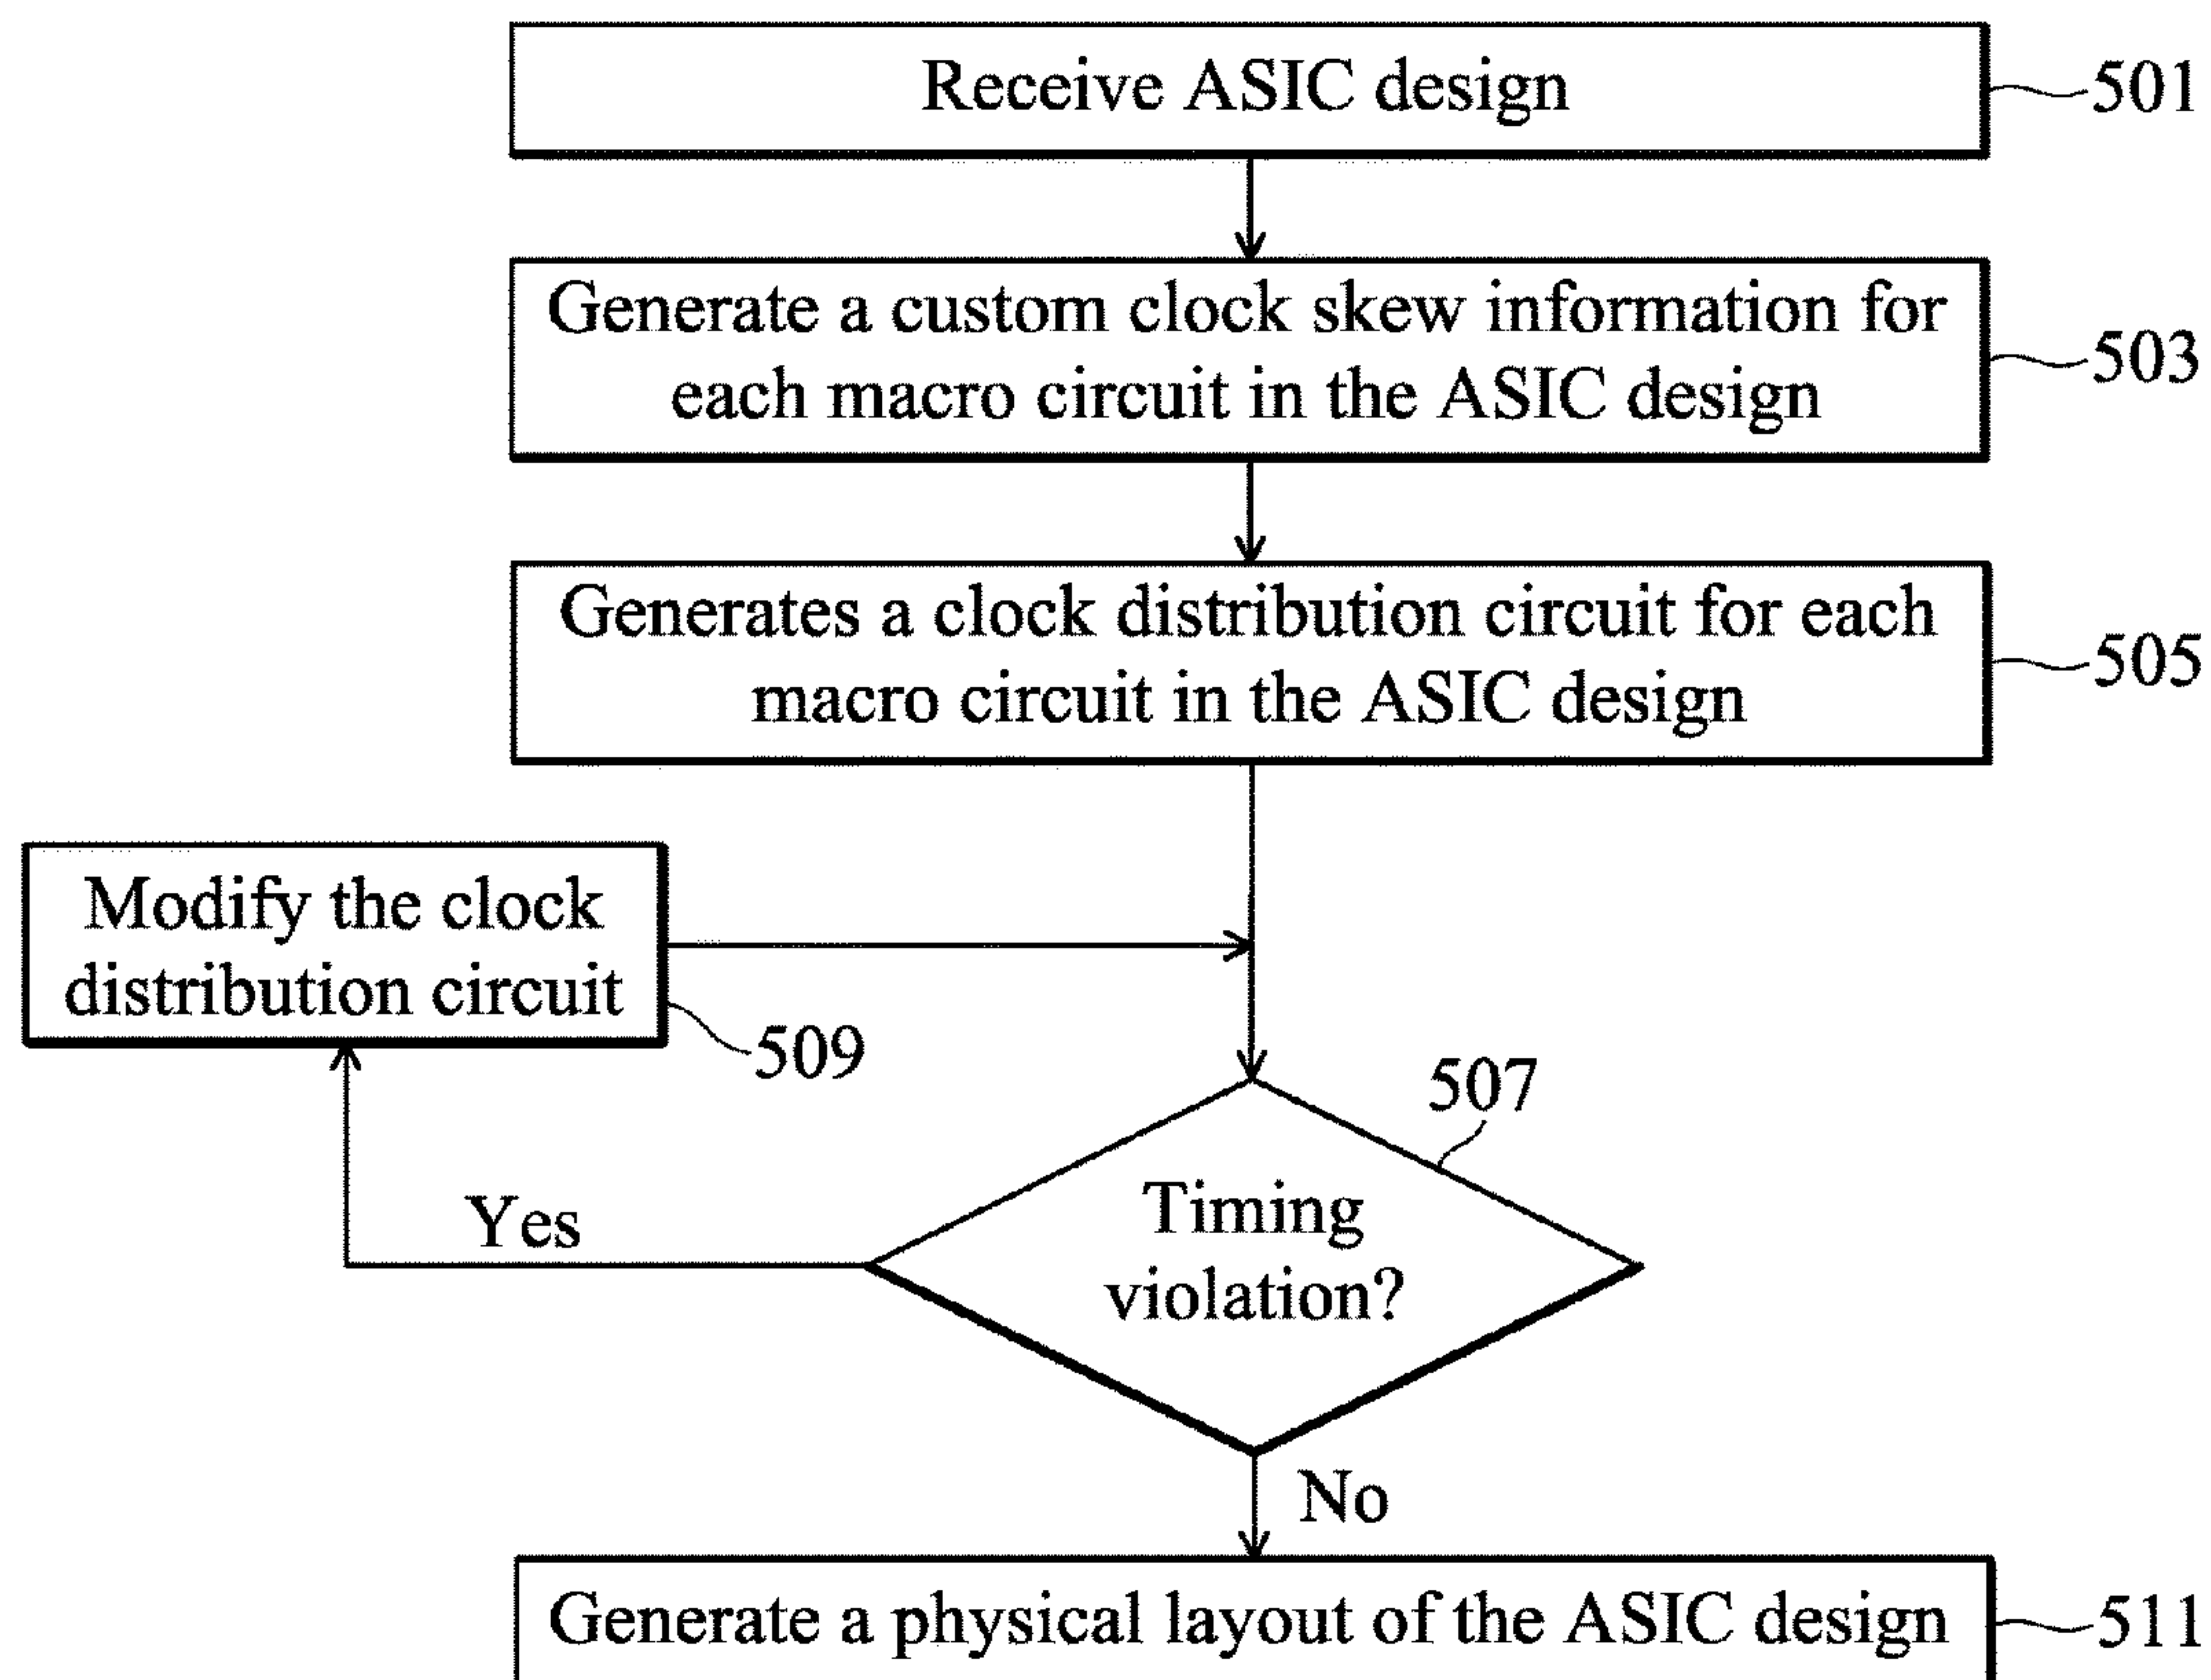 Receive ASIC design
501
Generate a custom clock skew information for
each macro circuit in the ASIC design
503
Generates a clock distribution circuit for each
macro circuit in the ASIC design
505
Modify the clock
distribution circuit
509
507
Timing
violation?
Yes
No
Generate a physical layout of the ASIC design
511